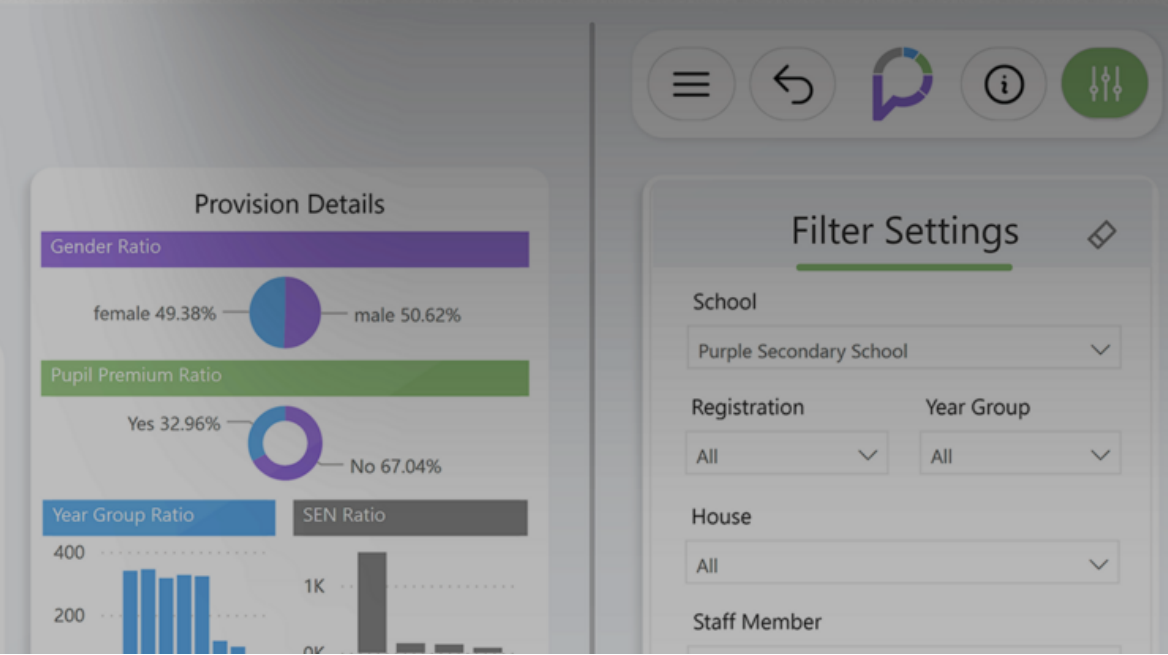 Provision Details
Gender Ratio
female 49.38%
male 50.62%
Pupil Premium Ratio
Yes 32.96%
No 67.04%
Year Group Ratio
400
200
SEN Ratio
1K
0K
Filter Settings
School
Purple Secondary School
Registration
Year Group
All
All
House
All
Staff Member